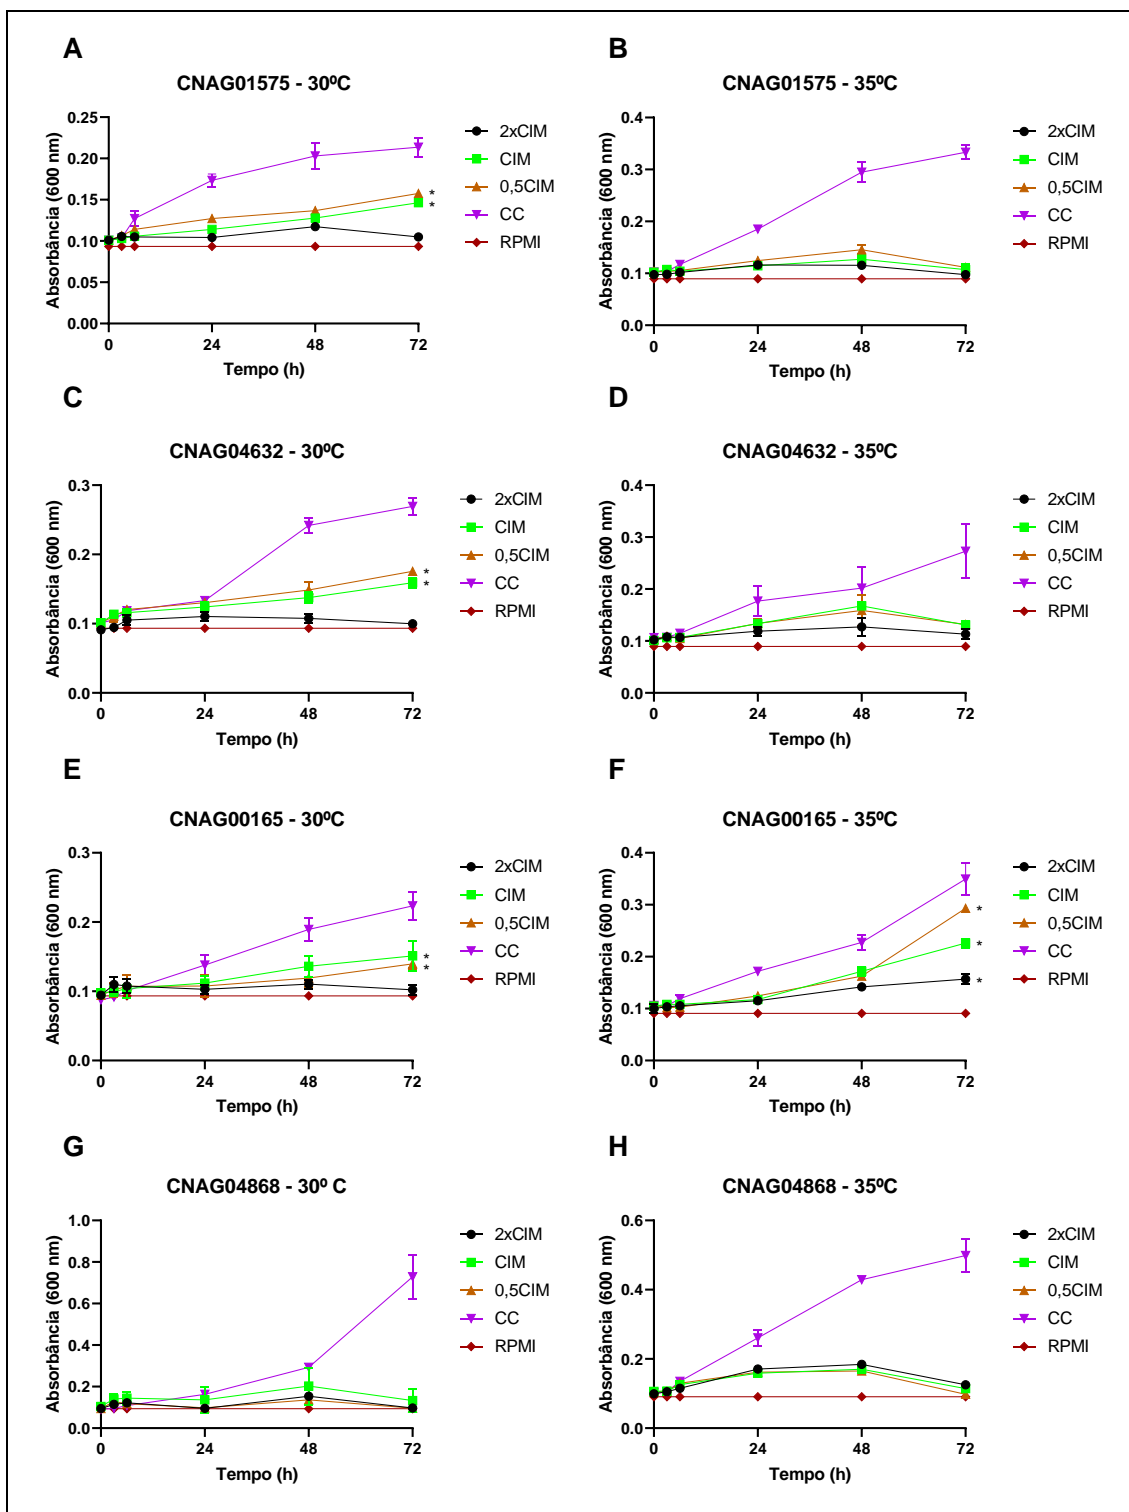 A
CNAG01575 - 30ºC
Absorbância (600 nm)
0.25
0.20
0.15
0.10
0.05
0.00
0 24 48 72
Tempo (h)
2xCIM
CIM
0,5CIM
CC
RPMI
*
*
B
CNAG01575 - 35ºC
Absorbância (600 nm)
0.4
0.3
0.2
0.1
0.0
0 24 48 72
Tempo (h)
2xCIM
CIM
0,5CIM
CC
RPMI
C
CNAG04632 - 30ºC
Absorbância (600 nm)
0.3
0.2
0.1
0.0
0 24 48 72
Tempo (h)
2xCIM
CIM
0,5CIM
CC
RPMI
*
*
D
CNAG04632 - 35ºC
Absorbância (600 nm)
0.4
0.3
0.2
0.1
0.0
0 24 48 72
Tempo (h)
2xCIM
CIM
0,5CIM
CC
RPMI
E
CNAG00165 - 30ºC
Absorbância (600 nm)
0.3
0.2
0.1
0.0
0 24 48 72
Tempo (h)
2xCIM
CIM
0,5CIM
CC
RPMI
*
*
F
CNAG00165 - 35ºC
Absorbância (600 nm)
0.4
0.3
0.2
0.1
0.0
0 24 48 72
Tempo (h)
2xCIM
CIM
0,5CIM
CC
RPMI
*
*
*
G
CNAG04868 - 30º C
Absorbância (600 nm)
1.0
0.8
0.6
0.4
0.2
0.0
0 24 48 72
Tempo (h)
2xCIM
CIM
0,5CIM
CC
RPMI
H
CNAG04868 - 35ºC
Absorbância (600 nm)
0.6
0.4
0.2
0.0
0 24 48 72
Tempo (h)
2xCIM
CIM
0,5CIM
CC
RPMI